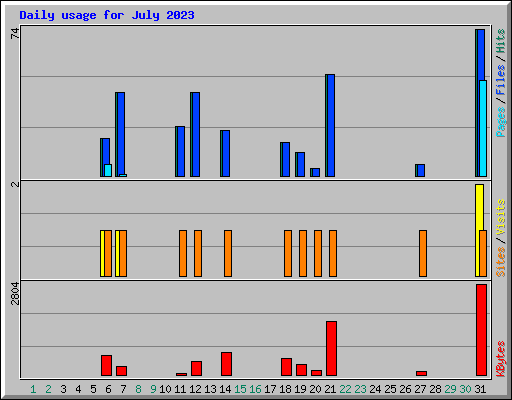 Daily usage for July 2023
74
Pages / Files / Hits
2
Sites / Visits
2804
KBytes
1 2 3 4 5 6 7 8 9 10 11 12 13 14 15 16 17 18 19 20 21 22 23 24 25 26 27 28 29 30 31